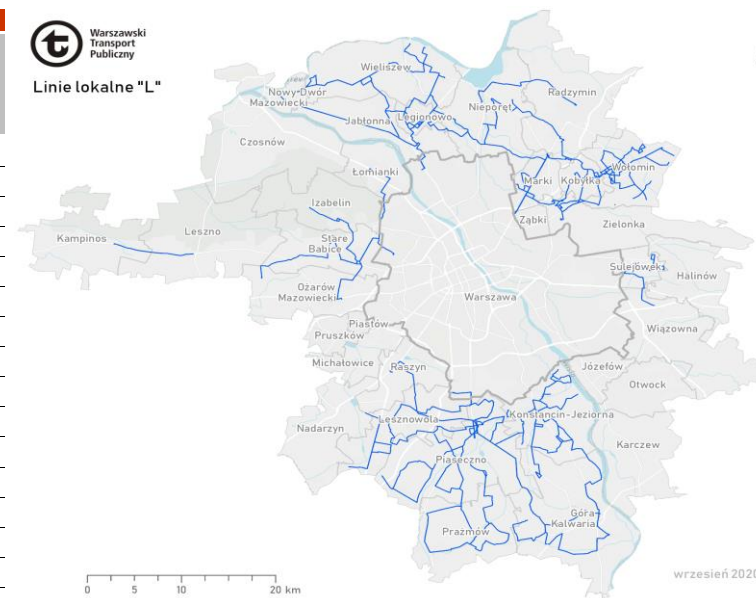 Warszawski
Transport
Publiczny
Linie lokalne "L"
Wieliszew
Nowy-Dwór
Mazowiecki
Jabłonna
Legionowo
Nieporęt
Radzymin
Czosnów
Łomianki
Marki
Kobyłka
Wołomin
Izabelin
Ząbki
Zielonka
Kampinos
Leszno
Stare
Babice
Sulejówek
Halinów
Ożarów
Mazowiecki
Warszawa
Wiązowna
Piastów
Pruszków
Michałowice
Raszyn
Józefów
Otwock
Lesznowola
Konstancin-Jeziorna
Nadarzyn
Karczew
Piaseczno
Góra
Kalwaria
Prażmów
0 5 10 20 km
wrzesień 2020